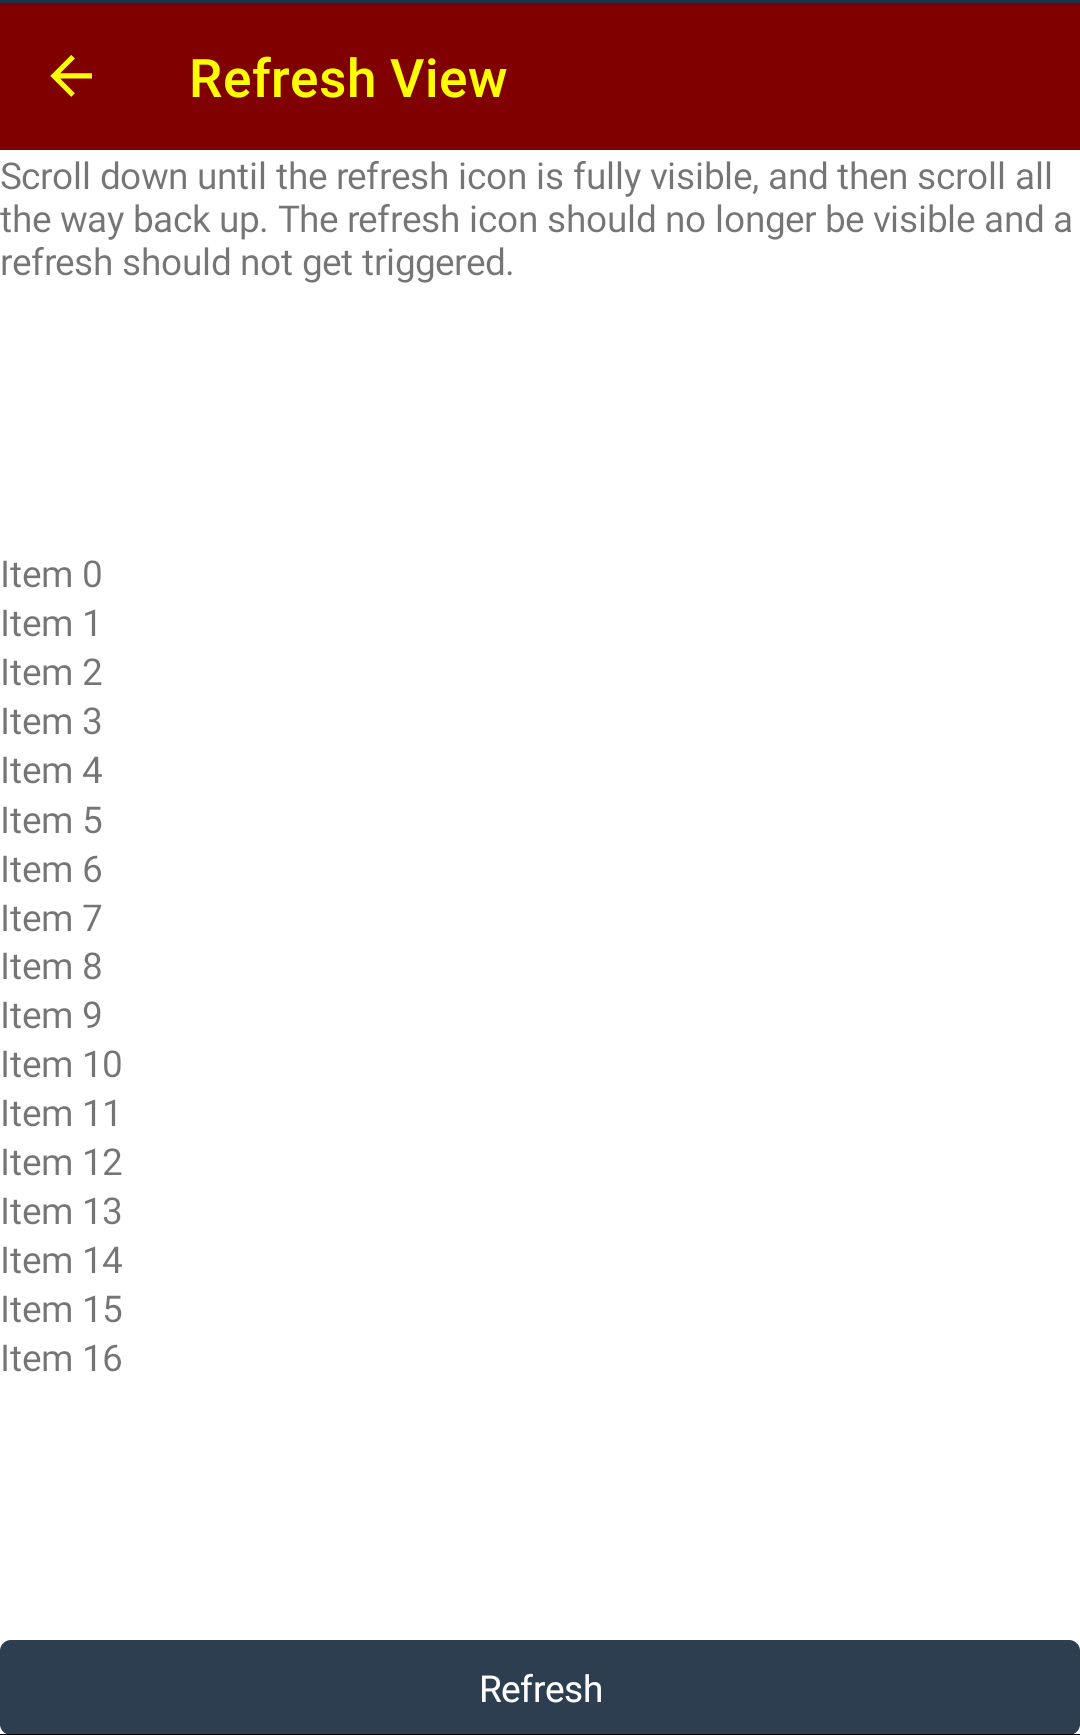 Refresh View
Scroll down until the refresh icon is fully visible, and then scroll all
the way back up. The refresh icon should no longer be visible and a
refresh should not get triggered.
Item 0
Item 1
Item 2
Item 3
Item 4
Item 5
Item 6
Item 7
Item 8
Item 9
Item 10
Item 11
Item 12
Item 13
Item 14
Item 15
Item 16
Refresh